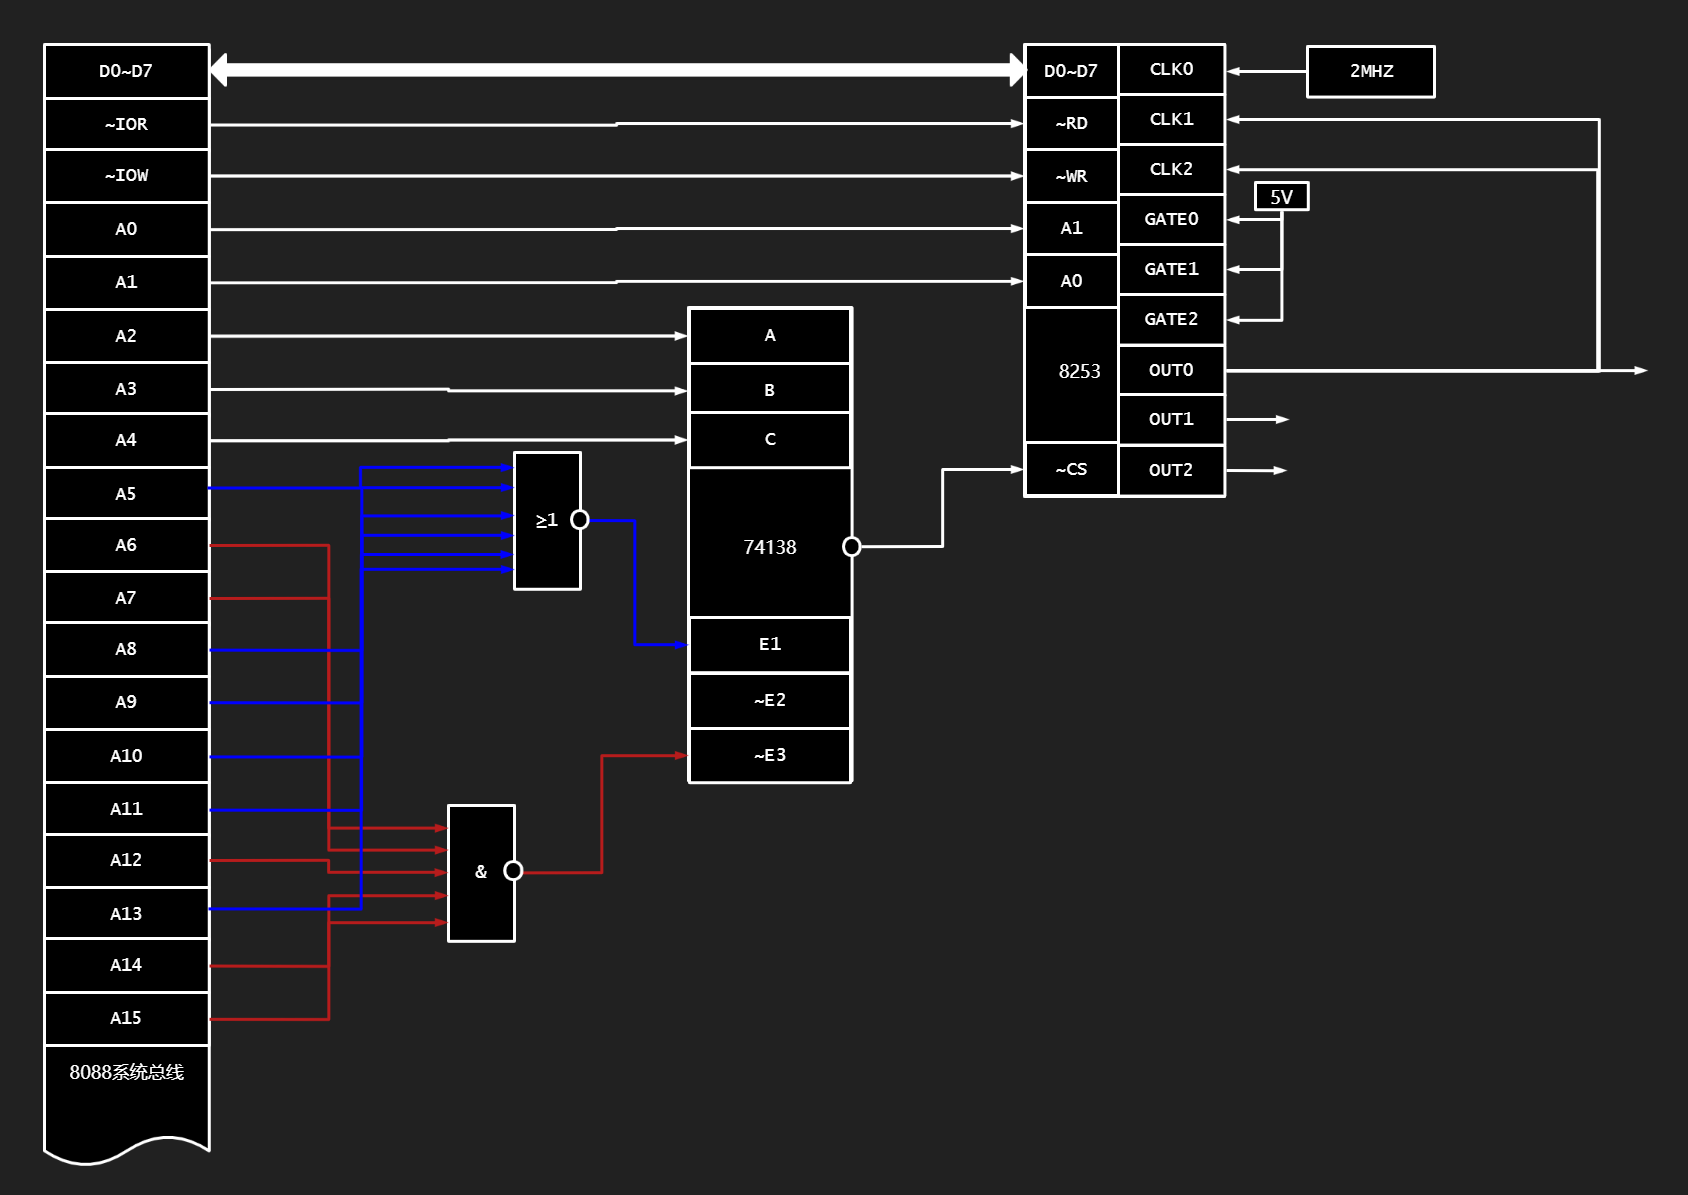 D0~D7
~IOR
~IOW
A0
A1
A2
A3
A4
A5
A6
A7
A8
A9
A10
A11
A12
A13
A14
A15
8088系统总线
≥1
&
A
B
C
74138
E1
~E2
~E3
D0~D7
~RD
~WR
A1
A0
8253
~CS
CLK0
CLK1
CLK2
GATE0
GATE1
GATE2
OUT0
OUT1
OUT2
2MHZ
5V